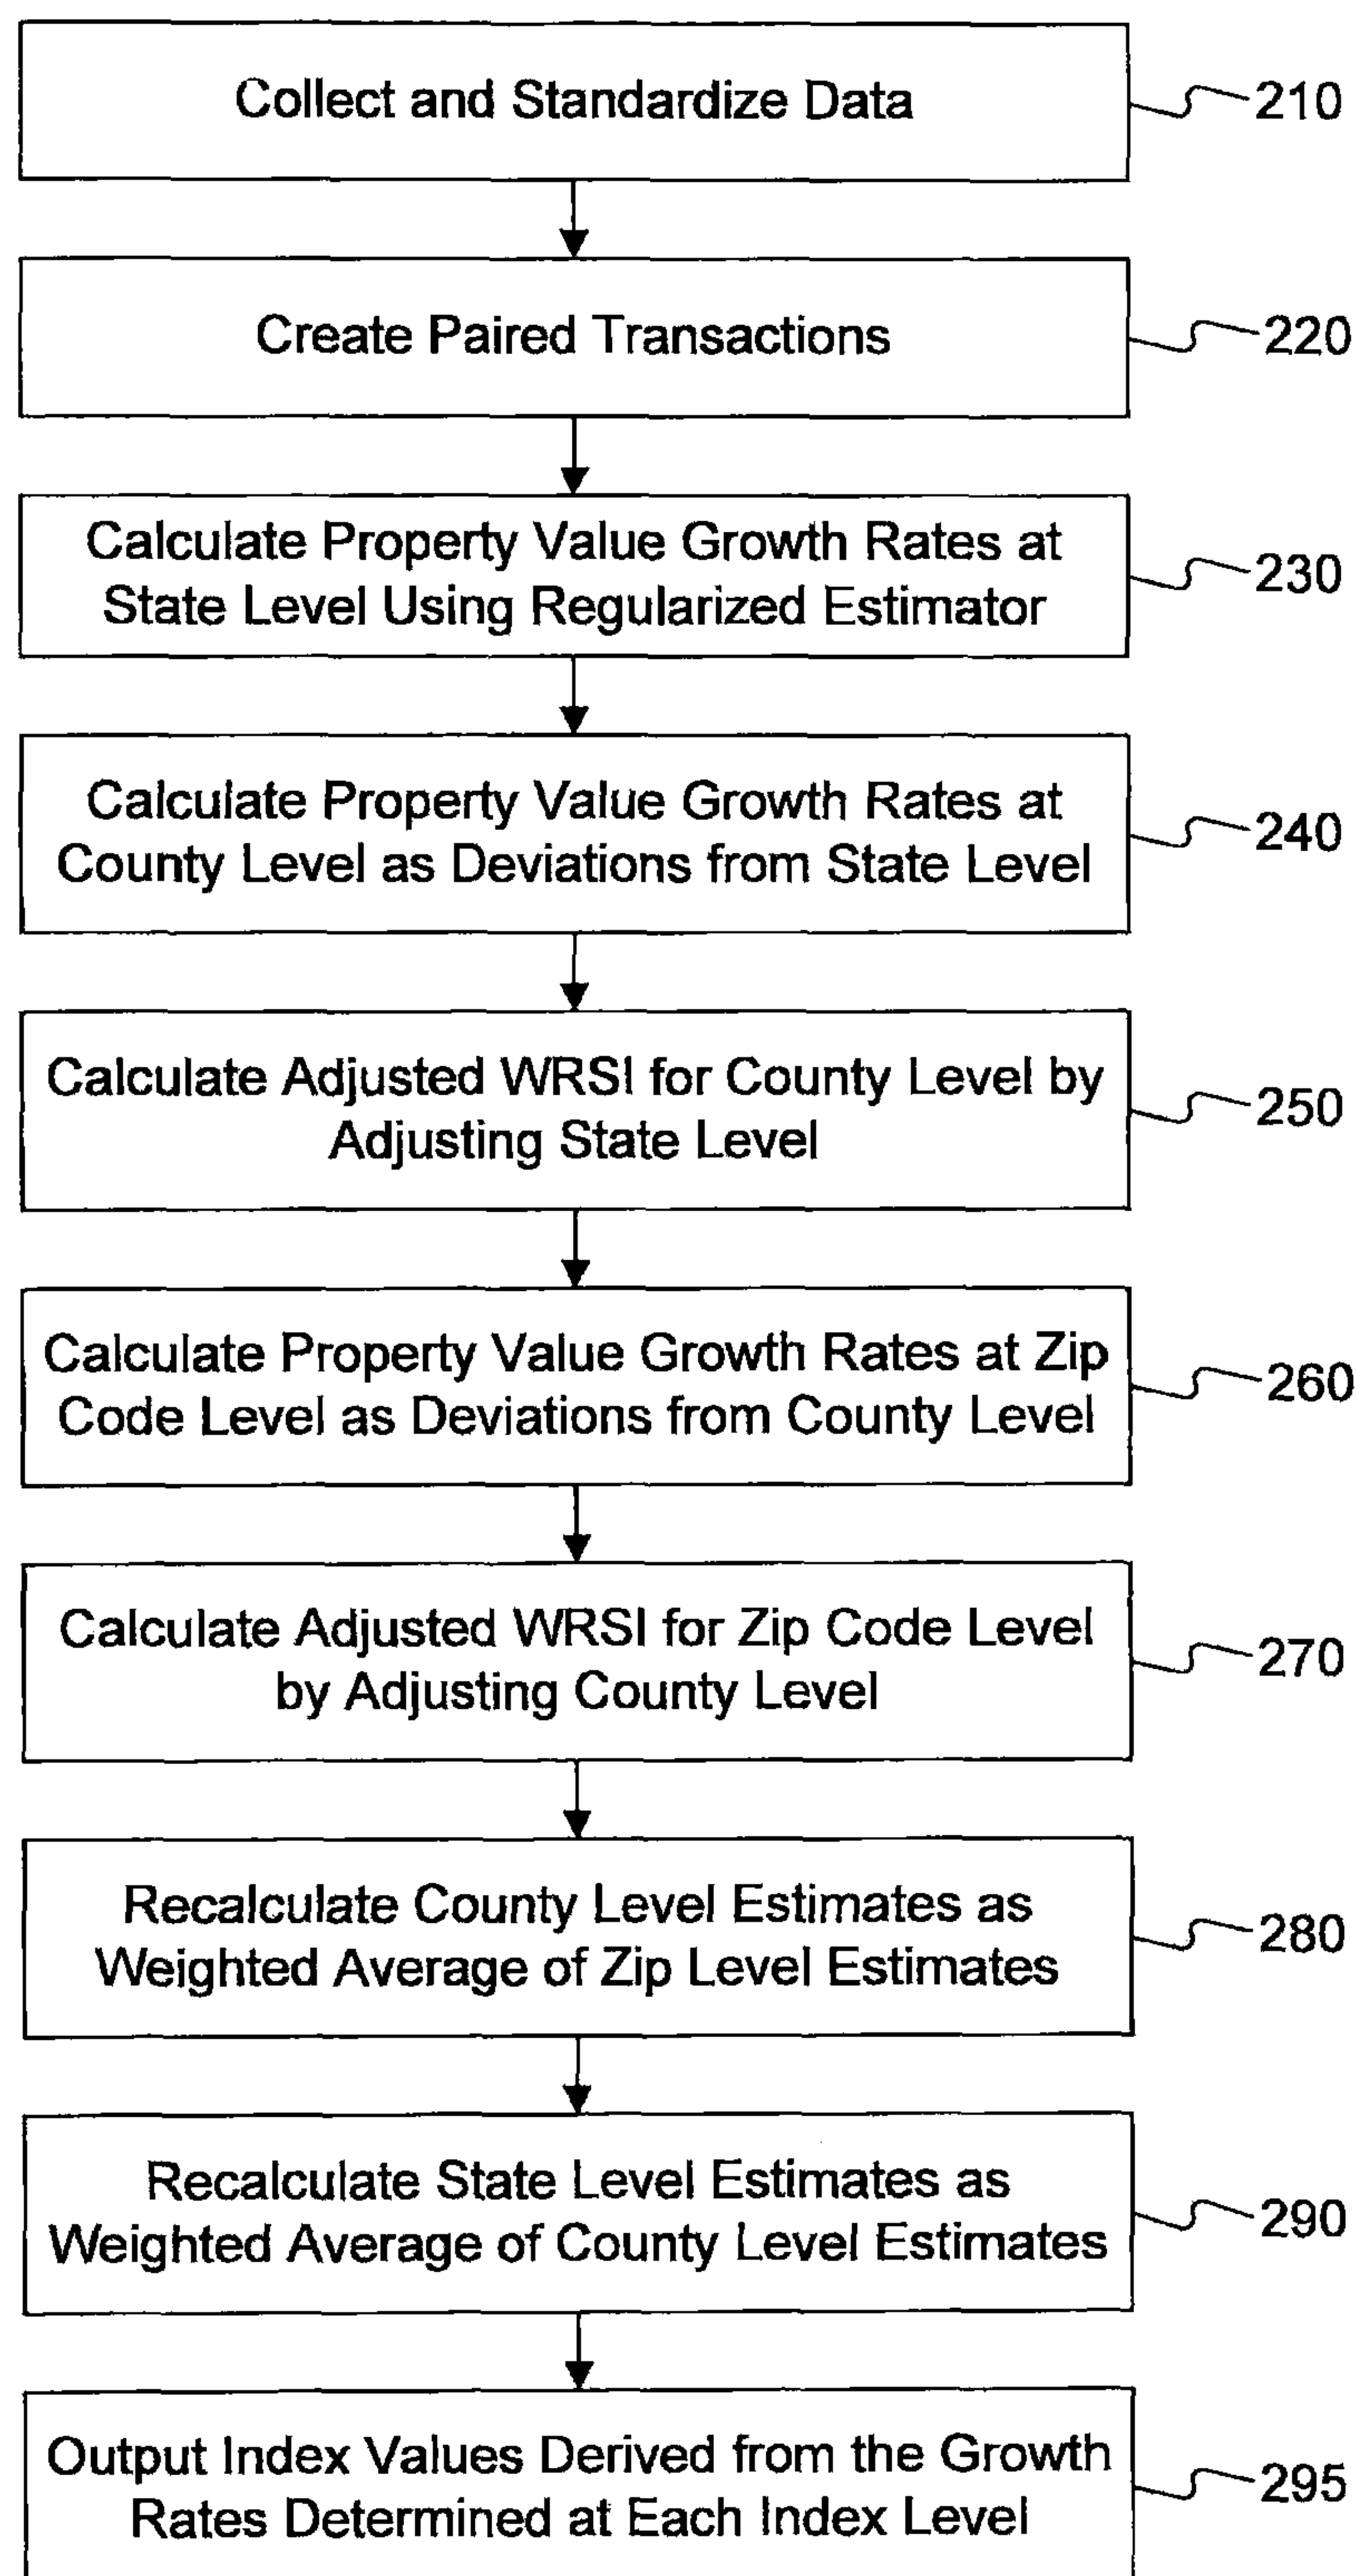 Collect and Standardize Data
210
Create Paired Transactions
220
Calculate Property Value Growth Rates at
State Level Using Regularized Estimator
230
Calculate Property Value Growth Rates at
County Level as Deviations from State Level
240
Calculate Adjusted WRSI for County Level by
Adjusting State Level
250
Calculate Property Value Growth Rates at Zip
Code Level as Deviations from County Level
260
Calculate Adjusted WRSI for Zip Code Level
by Adjusting County Level
270
Recalculate County Level Estimates as
Weighted Average of Zip Level Estimates
280
Recalculate State Level Estimates as
Weighted Average of County Level Estimates
290
Output Index Values Derived from the Growth
Rates Determined at Each Index Level
295